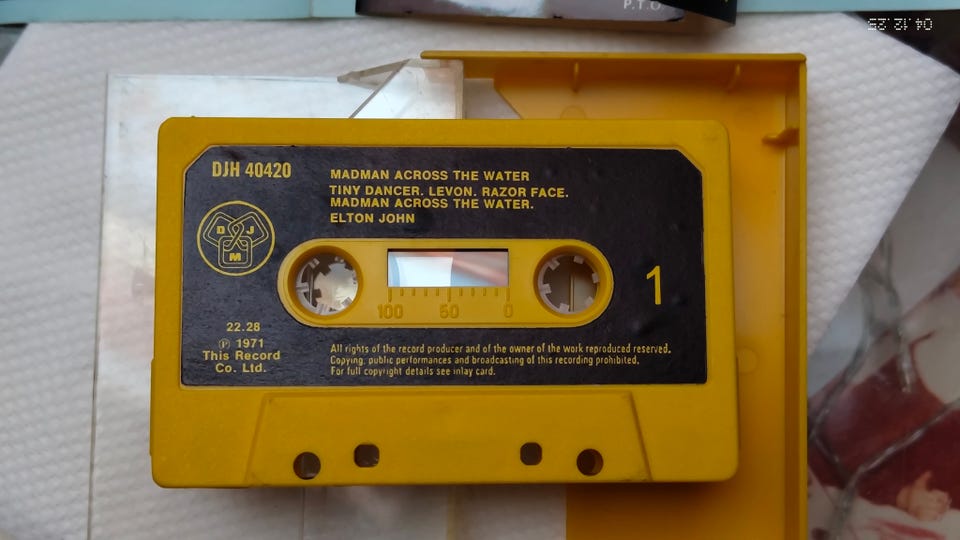 P.T.O.
04.12.25
DJH 40420
MADMAN ACROSS THE WATER
TINY DANCER. LEVON. RAZOR FACE.
MADMAN ACROSS THE WATER.
ELTON JOHN
D J
M
1
100 50 0
22.28
Ⓟ 1971
This Record
Co. Ltd.
All rights of the record producer and of the owner of the work reproduced reserved.
Copying, public performances and broadcasting of this recording prohibited.
For full copyright details see inlay card.